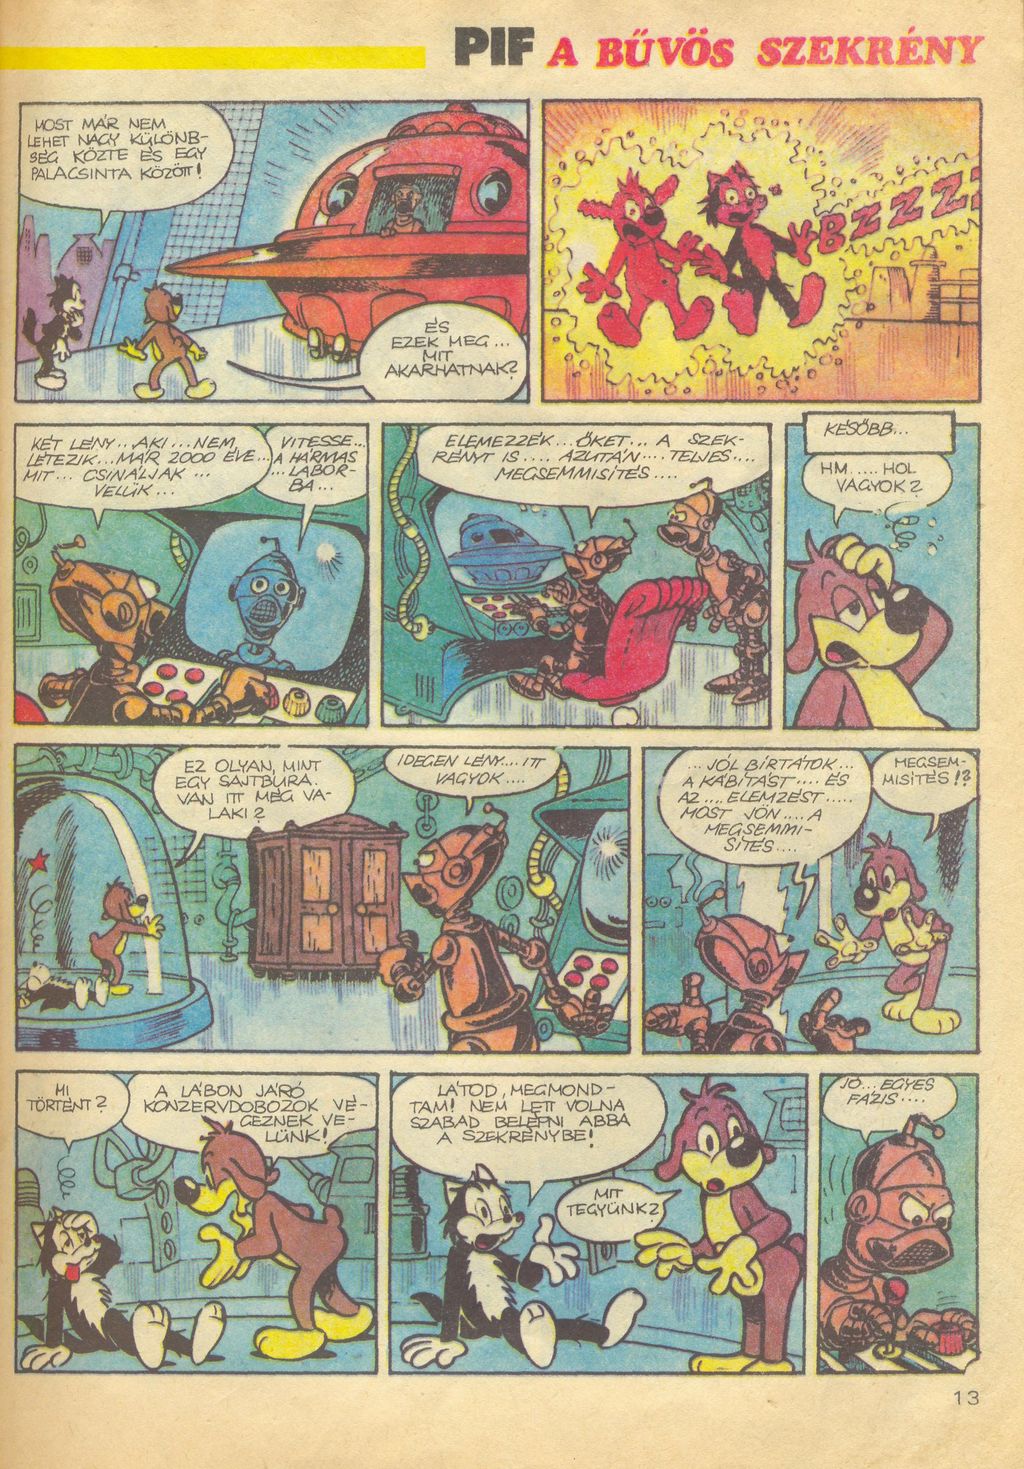 PIF A BŰVÖS SZEKRÉNY
MOST MÁR NEM
LEHET NAGY KÜLÖNB-
SÉG KÖZTE ÉS EGY
PALACSINTA KÖZÖTT!
ÉS
EZEK MEG...
MIT
AKARHATNAK?
BZZZZ!
KÉT LÉNY...AKI...NEM
LÉTEZIK...MÁR 2000 ÉVE...
MIT... CSINÁLJAK...
VELÜK...
VITESSE...
A HÁRMAS
...LABOR-
BA...
ELEMEZZÉK...ŐKET... A SZEK-
RÉNYT IS.... AZUTÁN... TELJES...
MEGSEMMISÍTÉS....
KÉSŐBB...
HM..... HOL
VAGYOK?
EZ OLYAN, MINT
EGY SAJTBURA.
VAN ITT MÉG VA-
LAKI?
IDEGEN LÉNY... ITT
VAGYOK....
...JÓL BÍRTÁTOK...
A KÁBÍTÁST.... ÉS
AZ.... ELEMZÉST.....
MOST JÖN.... A
MEGSEMMI-
SÍTÉS....
MEGSEM-
MISÍTÉS!?
MI
TÖRTÉNT?
A LÁBON JÁRÓ
KONZERVDOBOZOK VÉ-
GEZNEK VE-
LÜNK!
LÁTOD, MEGMOND-
TAM! NEM LETT VOLNA
SZABAD BELÉPNI ABBA
A SZEKRÉNYBE!
MIT
TEGYÜNK?
JÓ... EGYES
FÁZIS....
13